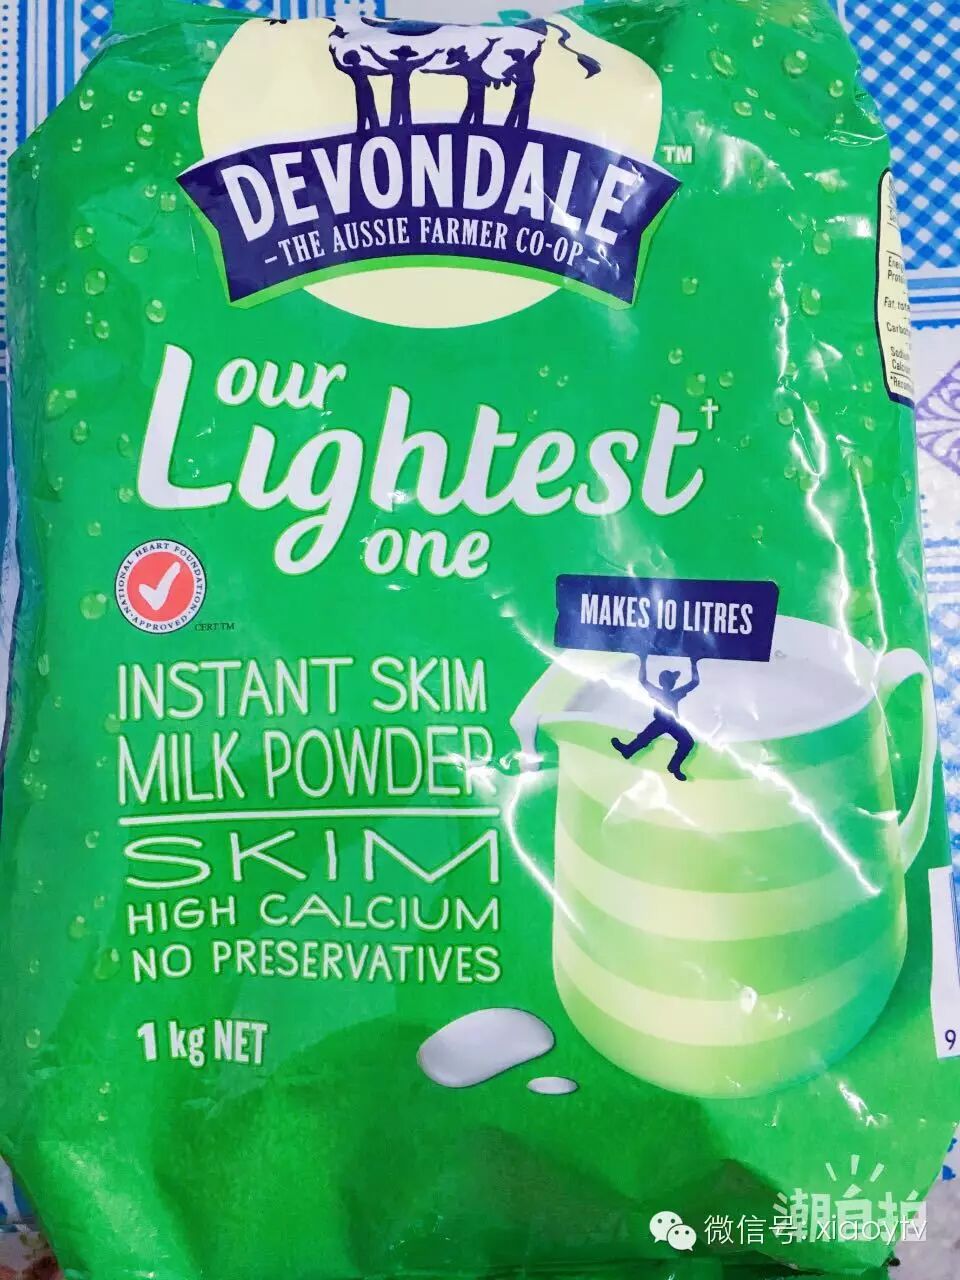 DEVONDALE
TM
- THE AUSSIE FARMER CO-OP -
our
Lightest†
one
NATIONAL HEART FOUNDATION
• APPROVED •
CERT TM
MAKES 10 LITRES
INSTANT SKIM
MILK POWDER
SKIM
HIGH CALCIUM
NO PRESERVATIVES
1 kg NET
9
潮自拍
微信号: xiaoytv